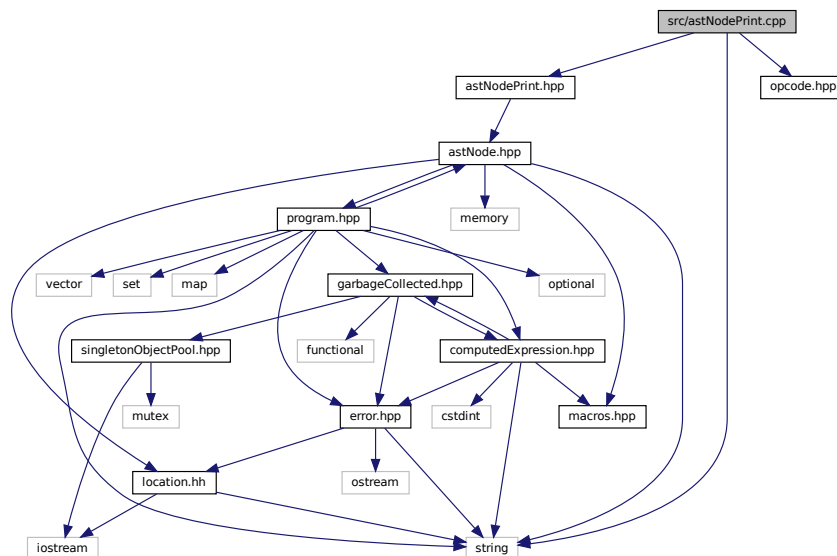 src/astNodePrint.cpp
astNodePrint.hpp
opcode.hpp
astNode.hpp
program.hpp
memory
vector
set
map
garbageCollected.hpp
optional
singletonObjectPool.hpp
functional
computedExpression.hpp
mutex
error.hpp
cstdint
macros.hpp
location.hh
ostream
iostream
string